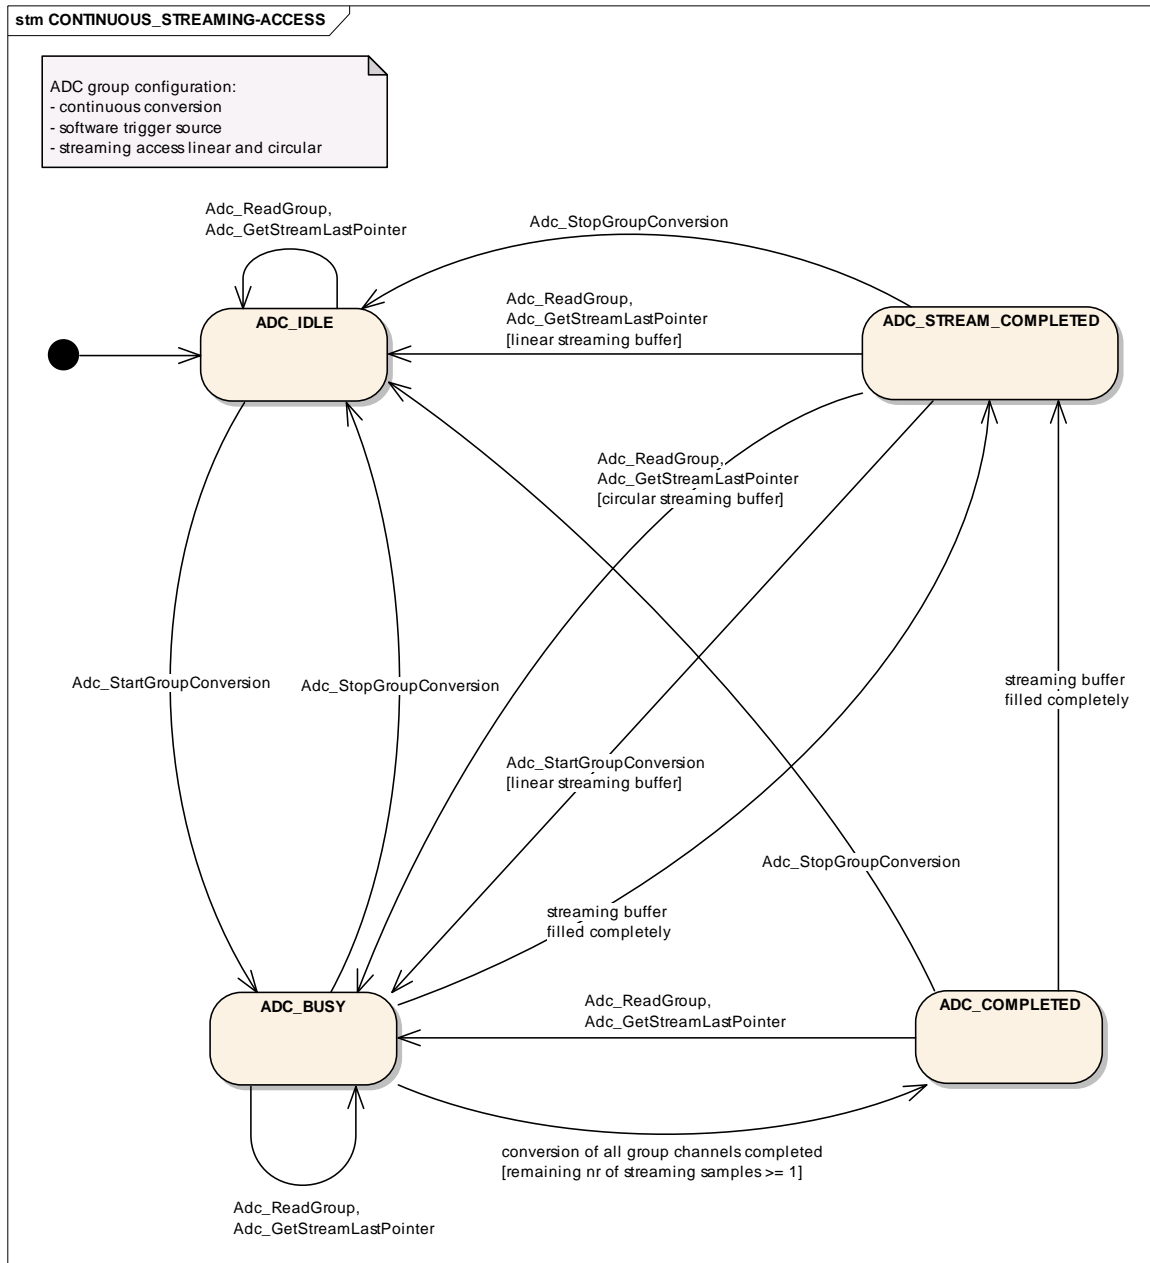 stm CONTINUOUS_STREAMING-ACCESS
ADC group configuration:
- continuous conversion
- software trigger source
- streaming access linear and circular
Adc_ReadGroup,
Adc_GetStreamLastPointer
Adc_StopGroupConversion
Adc_ReadGroup,
Adc_GetStreamLastPointer
[linear streaming buffer]
ADC_IDLE
ADC_STREAM_COMPLETED
Adc_ReadGroup,
Adc_GetStreamLastPointer
[circular streaming buffer]
Adc_StartGroupConversion
Adc_StopGroupConversion
streaming buffer
filled completely
Adc_StartGroupConversion
[linear streaming buffer]
Adc_StopGroupConversion
streaming buffer
filled completely
ADC_BUSY
Adc_ReadGroup,
Adc_GetStreamLastPointer
ADC_COMPLETED
conversion of all group channels completed
[remaining nr of streaming samples >= 1]
Adc_ReadGroup,
Adc_GetStreamLastPointer